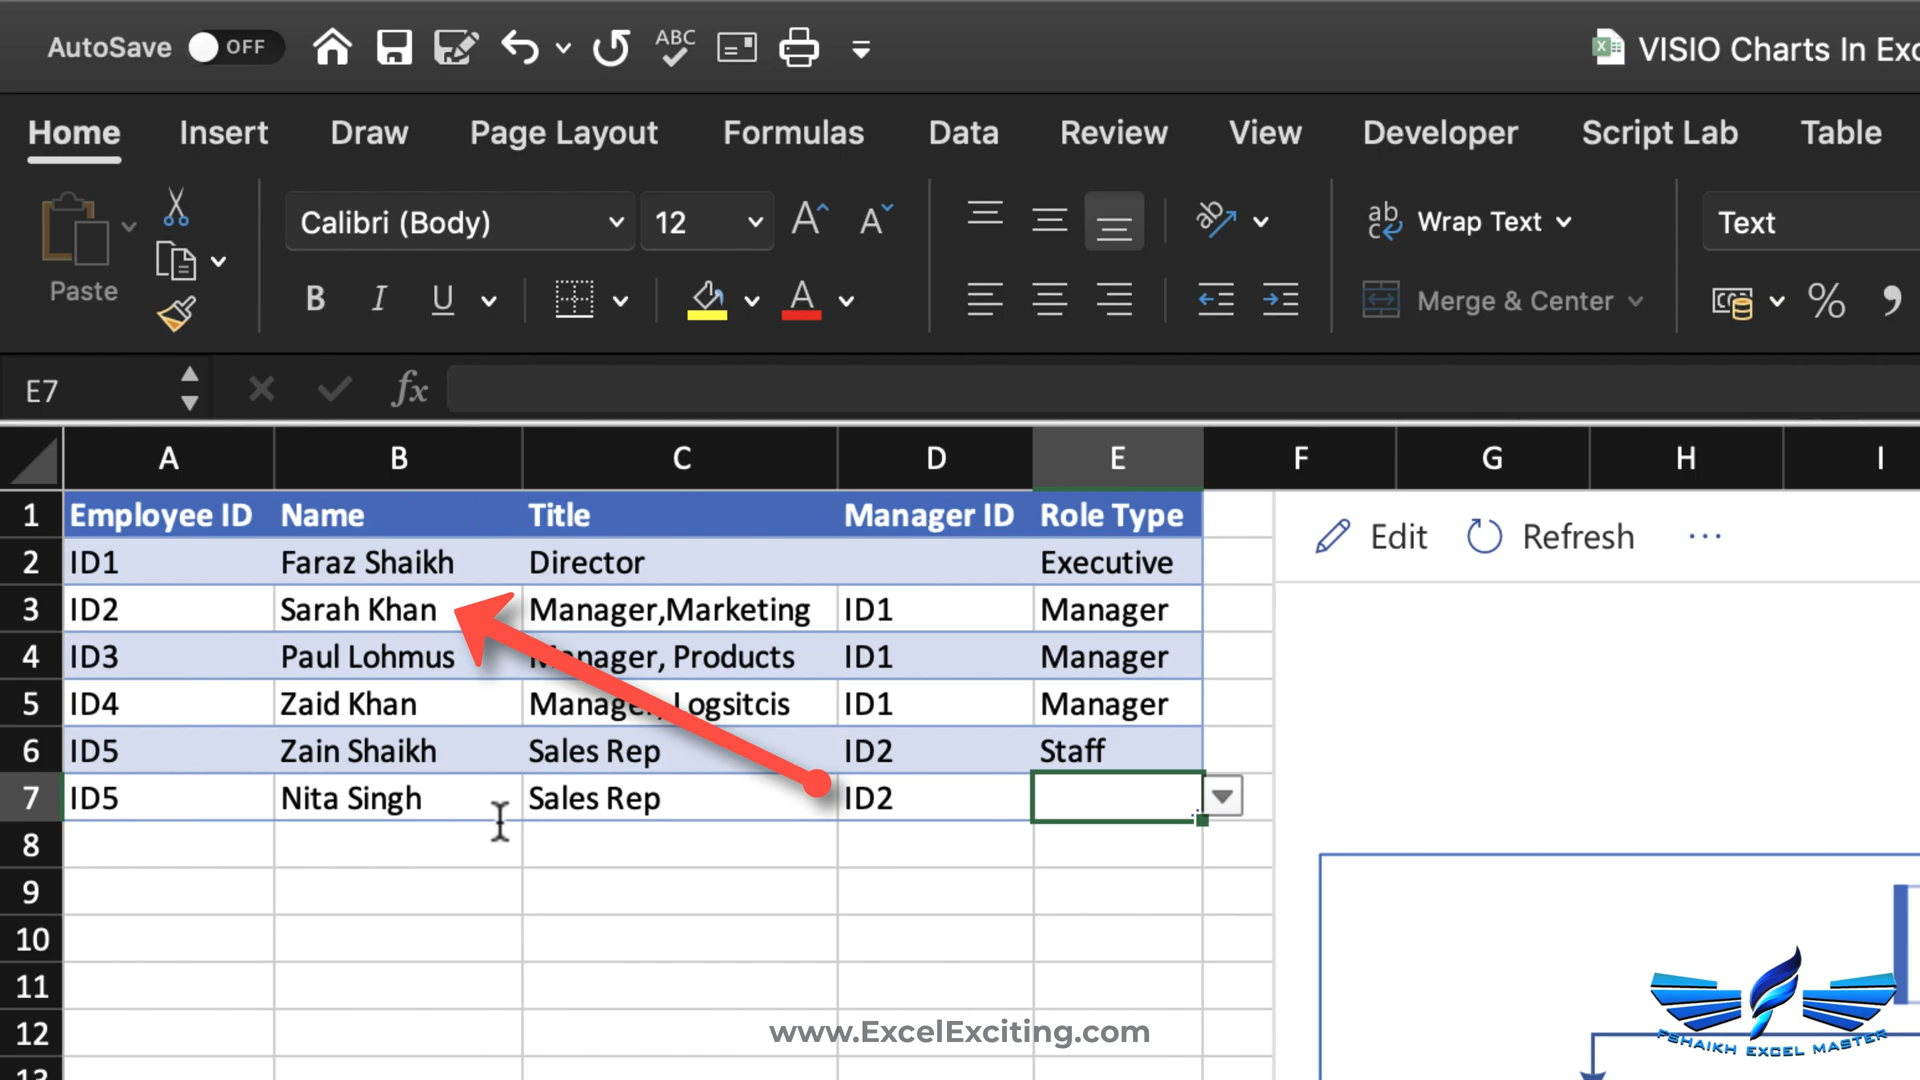 AutoSave OFF ABC VISIO Charts In Exc
Home Insert Draw Page Layout Formulas Data Review View Developer Script Lab Table
Calibri (Body) 12 A A ab ab c Wrap Text Text
Paste B I U A Merge & Center % ,
E7 fx
A B C D E F G H I
1 Employee ID Name Title Manager ID Role Type
2 ID1 Faraz Shaikh Director Executive
Edit Refresh ...
3 ID2 Sarah Khan Manager,Marketing ID1 Manager
4 ID3 Paul Lohmus Manager, Products ID1 Manager
5 ID4 Zaid Khan Manager, Logsitcis ID1 Manager
6 ID5 Zain Shaikh Sales Rep ID2 Staff
7 ID5 Nita Singh Sales Rep ID2
8
9
10
11
12
13
www.ExcelExciting.com
FSHAIKH EXCEL MASTER